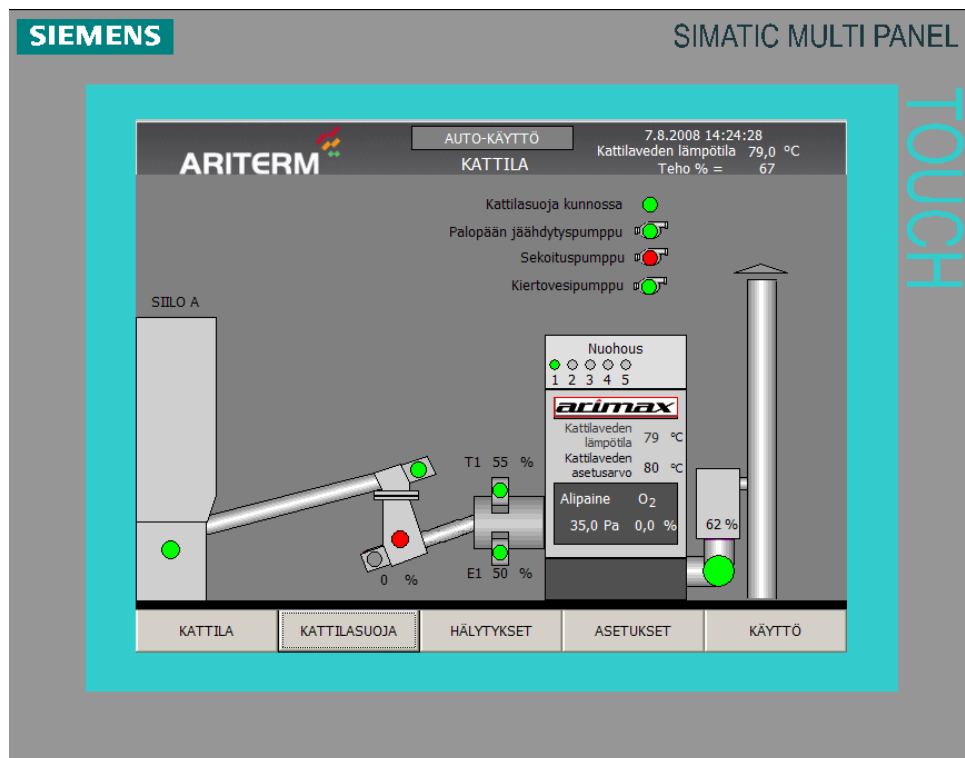 SIEMENS
SIMATIC MULTI PANEL
TOUCH
ARITERM
AUTO-KÄYTTÖ
KATTILA
7.8.2008 14:24:28
Kattilaveden lämpötila 79,0 °C
Teho % = 67
Kattilasuoja kunnossa
Palopään jäähdytyspumppu
Sekoituspumppu
Kiertovesipumppu
SIILO A
Nuohous
1 2 3 4 5
arimax
Kattilaveden
lämpötila 79 °C
Kattilaveden
asetusarvo 80 °C
T1 55 %
Alipaine O2
35,0 Pa 0,0 %
62 %
E1 50 %
0 %
KATTILA
KATTILASUOJA
HÄLYTYKSET
ASETUKSET
KÄYTTÖ